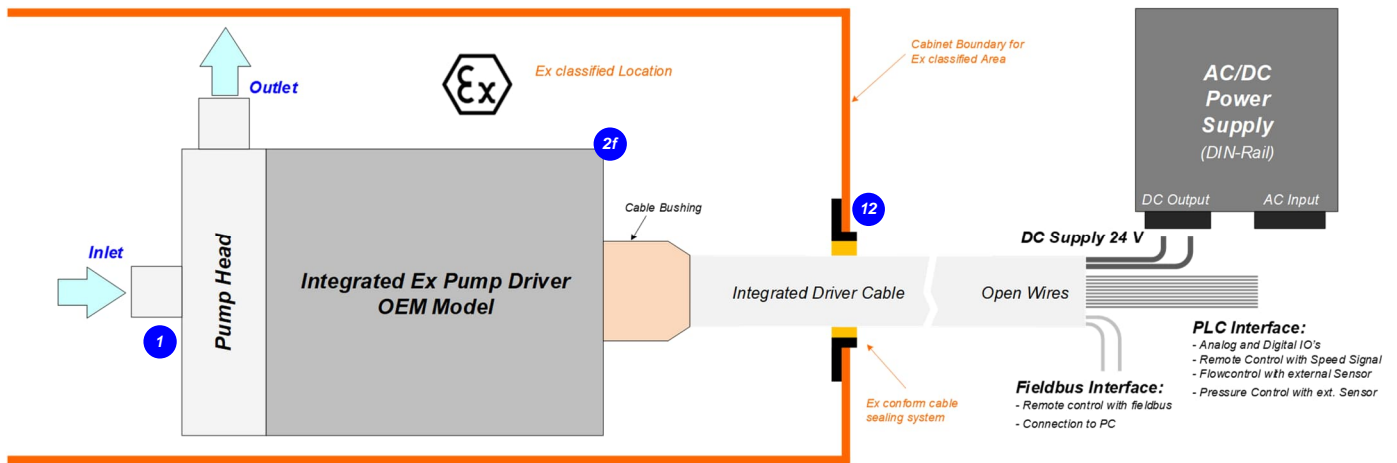 Outlet
Ex
Ex classified Location
Cabinet Boundary for
Ex classified Area
AC/DC
Power
Supply
(DIN-Rail)
DC Output
AC Input
2f
12
Cable Bushing
DC Supply 24 V
Inlet
1
Pump Head
Integrated Ex Pump Driver
OEM Model
Integrated Driver Cable
Open Wires
PLC Interface:
- Analog and Digital IO's
- Remote Control with Speed Signal
- Flowcontrol with external Sensor
- Pressure Control with ext. Sensor
Fieldbus Interface:
- Remote control with fieldbus
- Connection to PC
Ex conform cable
sealing system